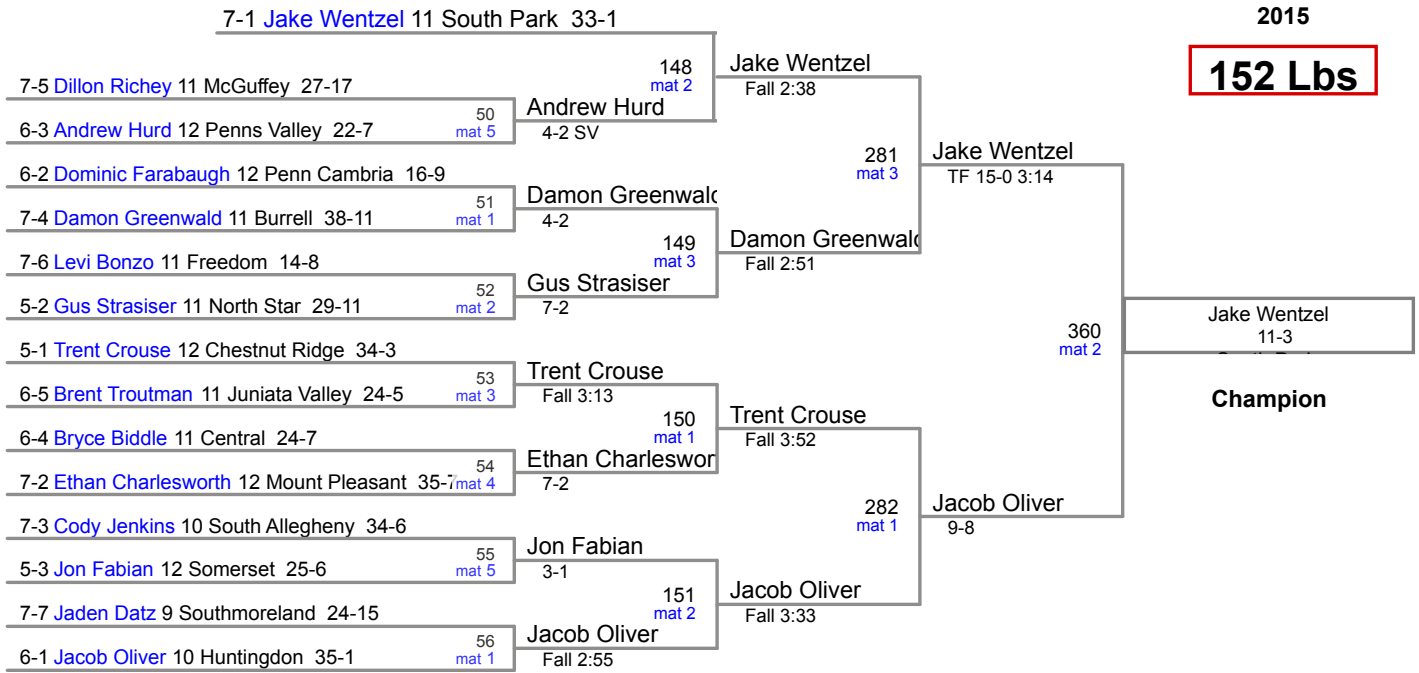 7-1 Jake Wentzel 11 South Park 33-1
2015
152 Lbs
148
mat 2
Jake Wentzel
Fall 2:38
7-5 Dillon Richey 11 McGuffey 27-17
50
mat 5
Andrew Hurd
4-2 SV
6-3 Andrew Hurd 12 Penns Valley 22-7
281
mat 3
Jake Wentzel
TF 15-0 3:14
6-2 Dominic Farabaugh 12 Penn Cambria 16-9
51
mat 1
Damon Greenwald
4-2
7-4 Damon Greenwald 11 Burrell 38-11
149
mat 3
Damon Greenwald
Fall 2:51
7-6 Levi Bonzo 11 Freedom 14-8
52
mat 2
Gus Strasiser
7-2
5-2 Gus Strasiser 11 North Star 29-11
360
mat 2
Jake Wentzel
11-3
Champion
5-1 Trent Crouse 12 Chestnut Ridge 34-3
53
mat 3
Trent Crouse
Fall 3:13
6-5 Brent Troutman 11 Juniata Valley 24-5
150
mat 1
Trent Crouse
Fall 3:52
6-4 Bryce Biddle 11 Central 24-7
54
mat 4
Ethan Charleswor
7-2
7-2 Ethan Charlesworth 12 Mount Pleasant 35-7
282
mat 1
Jacob Oliver
9-8
7-3 Cody Jenkins 10 South Allegheny 34-6
55
mat 5
Jon Fabian
3-1
5-3 Jon Fabian 12 Somerset 25-6
151
mat 2
Jacob Oliver
Fall 3:33
7-7 Jaden Datz 9 Southmoreland 24-15
56
mat 1
Jacob Oliver
Fall 2:55
6-1 Jacob Oliver 10 Huntingdon 35-1